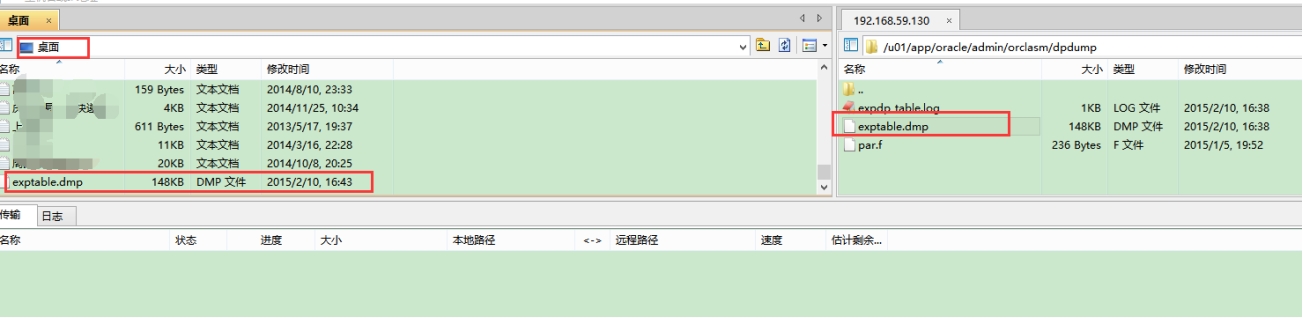 桌面 ×
192.168.59.130 ×
桌面
/u01/app/oracle/admin/orclasm/dpdump
名称 大小 类型 修改时间
159 Bytes 文本文档 2014/8/10, 23:33
4KB 文本文档 2014/11/25, 10:34
611 Bytes 文本文档 2013/5/17, 19:37
11KB 文本文档 2014/3/16, 22:28
20KB 文本文档 2014/10/8, 20:25
exptable.dmp 148KB DMP 文件 2015/2/10, 16:43
名称 大小 类型 修改时间
..
expdp_table.log 1KB LOG 文件 2015/2/10, 16:38
exptable.dmp 148KB DMP 文件 2015/2/10, 16:38
par.f 236 Bytes F 文件 2015/1/5, 19:52
传输 日志
名称 状态 进度 大小 本地路径 <-> 远程路径 速度 估计剩余...